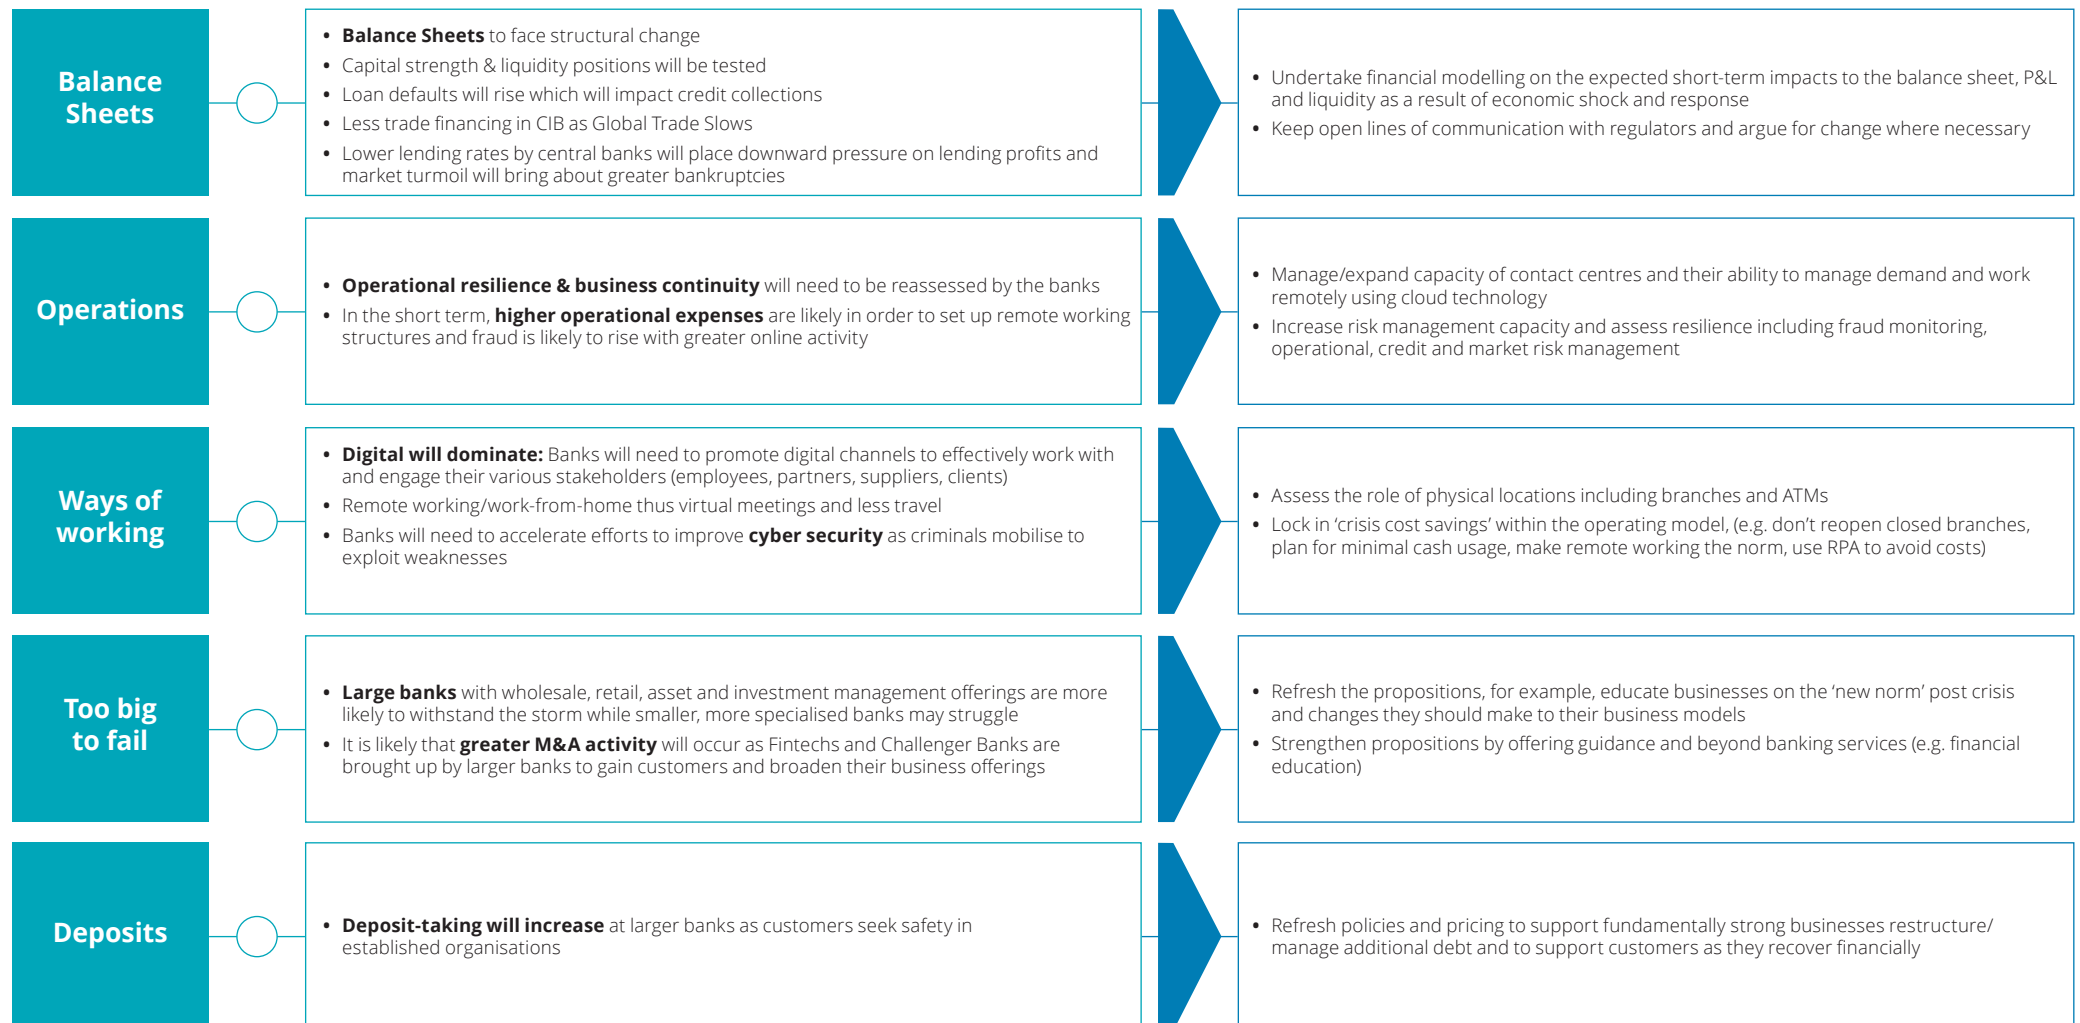 Balance
Sheets
• Balance Sheets to face structural change
• Capital strength & liquidity positions will be tested
• Loan defaults will rise which will impact credit collections
• Less trade financing in CIB as Global Trade Slows
• Lower lending rates by central banks will place downward pressure on lending profits and
market turmoil will bring about greater bankruptcies
• Undertake financial modelling on the expected short-term impacts to the balance sheet, P&L
and liquidity as a result of economic shock and response
• Keep open lines of communication with regulators and argue for change where necessary
Operations
• Operational resilience & business continuity will need to be reassessed by the banks
• In the short term, higher operational expenses are likely in order to set up remote working
structures and fraud is likely to rise with greater online activity
• Manage/expand capacity of contact centres and their ability to manage demand and work
remotely using cloud technology
• Increase risk management capacity and assess resilience including fraud monitoring,
operational, credit and market risk management
Ways of
working
• Digital will dominate: Banks will need to promote digital channels to effectively work with
and engage their various stakeholders (employees, partners, suppliers, clients)
• Remote working/work-from-home thus virtual meetings and less travel
• Banks will need to accelerate efforts to improve cyber security as criminals mobilise to
exploit weaknesses
• Assess the role of physical locations including branches and ATMs
• Lock in ‘crisis cost savings’ within the operating model, (e.g. don’t reopen closed branches,
plan for minimal cash usage, make remote working the norm, use RPA to avoid costs)
Too big
to fail
• Large banks with wholesale, retail, asset and investment management offerings are more
likely to withstand the storm while smaller, more specialised banks may struggle
• It is likely that greater M&A activity will occur as Fintechs and Challenger Banks are
brought up by larger banks to gain customers and broaden their business offerings
• Refresh the propositions, for example, educate businesses on the ‘new norm’ post crisis
and changes they should make to their business models
• Strengthen propositions by offering guidance and beyond banking services (e.g. financial
education)
Deposits
• Deposit-taking will increase at larger banks as customers seek safety in
established organisations
• Refresh policies and pricing to support fundamentally strong businesses restructure/
manage additional debt and to support customers as they recover financially